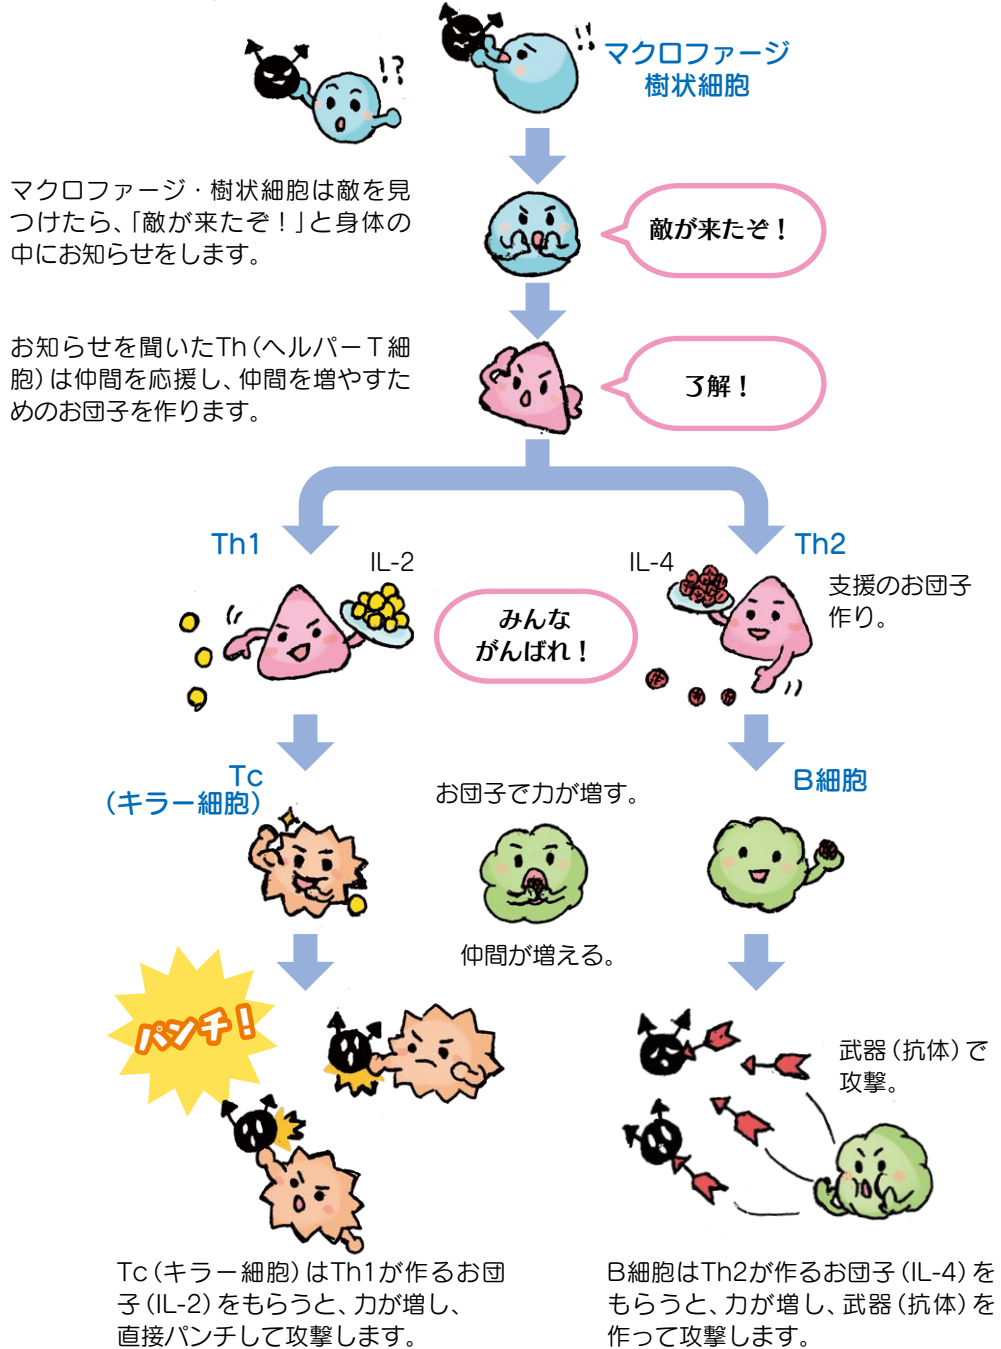 !?
!!
マクロファージ
樹状細胞
マクロファージ・樹状細胞は敵を見
つけたら、「敵が来たぞ！」と身体の
中にお知らせをします。
敵が来たぞ！
お知らせを聞いたTh（ヘルパーＴ細
胞）は仲間を応援し、仲間を増やすた
めのお団子を作ります。
了解！
Th1
IL-2
みんな
がんばれ！
IL-4
Th2
支援のお団子
作り。
Tc
（キラー細胞）
お団子で力が増す。
B細胞
仲間が増える。
パンチ！
武器（抗体）で
攻撃。
Tc（キラー細胞）はTh1が作るお団
子（IL-2）をもらうと、力が増し、
直接パンチして攻撃します。
B細胞はTh2が作るお団子（IL-4）を
もらうと、力が増し、武器（抗体）を
作って攻撃します。